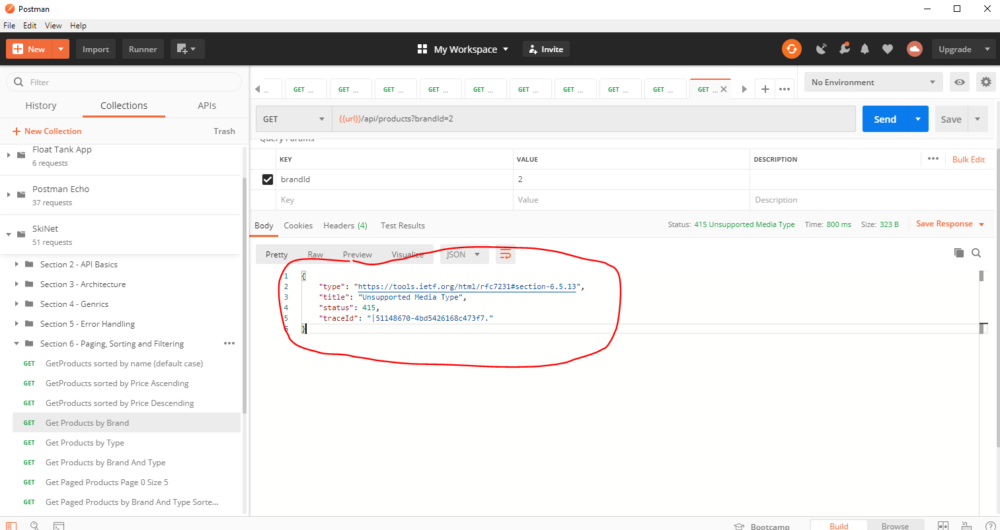 Postman
File Edit View Help
New Import Runner My Workspace Invite Upgrade
Filter
History Collections APIs
New Collection Trash
Float Tank App
6 requests
Postman Echo
37 requests
SkiNet
51 requests
Section 2 - API Basics
Section 3 - Architecture
Section 4 - Genrics
Section 5 - Error Handling
Section 6 - Paging, Sorting and Filtering
GET GetProducts sorted by name (default case)
GET GetProducts sorted by Price Ascending
GET GetProducts sorted by Price Descending
GET Get Products by Brand
GET Get Products by Type
GET Get Products by Brand And Type
GET Get Paged Products Page 0 Size 5
GET Get Paged Products by Brand And Type Sorte...
... GET ... GET ... GET ... GET ... GET ... GET ... GET ... GET ... GET ... GET ...
No Environment
GET {{url}}/api/products?brandId=2 Send Save
Query Params
KEY VALUE DESCRIPTION Bulk Edit
brandId 2
Key Value Description
Body Cookies Headers (4) Test Results Status: 415 Unsupported Media Type Time: 800 ms Size: 323 B Save Response
Pretty Raw Preview Visualize JSON
1 {
2 "type": "https://tools.ietf.org/html/rfc7231#section-6.5.13",
3 "title": "Unsupported Media Type",
4 "status": 415,
5 "traceId": "|51148670-4bd5426168c473f7."
6 }
Bootcamp Build Browse